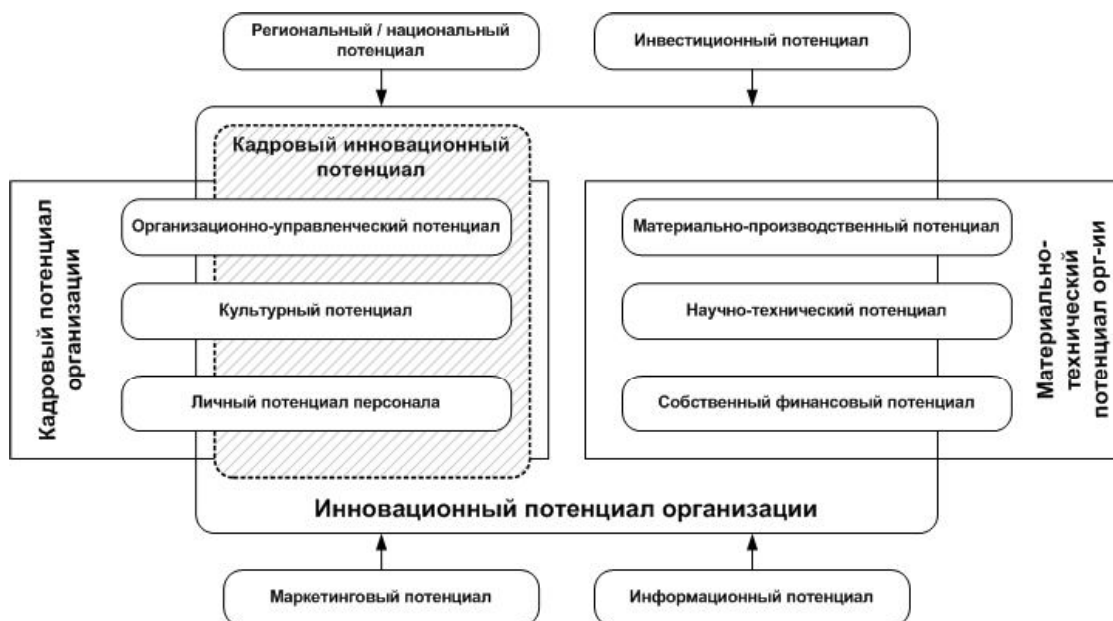 Региональный / национальный
потенциал
Инвестиционный потенциал
Кадровый инновационный
потенциал
Кадровый потенциал
организации
Организационно-управленческий потенциал
Культурный потенциал
Личный потенциал персонала
Материально-производственный потенциал
Научно-технический потенциал
Собственный финансовый потенциал
Материально-
технический
потенциал орг-ии
Инновационный потенциал организации
Маркетинговый потенциал
Информационный потенциал